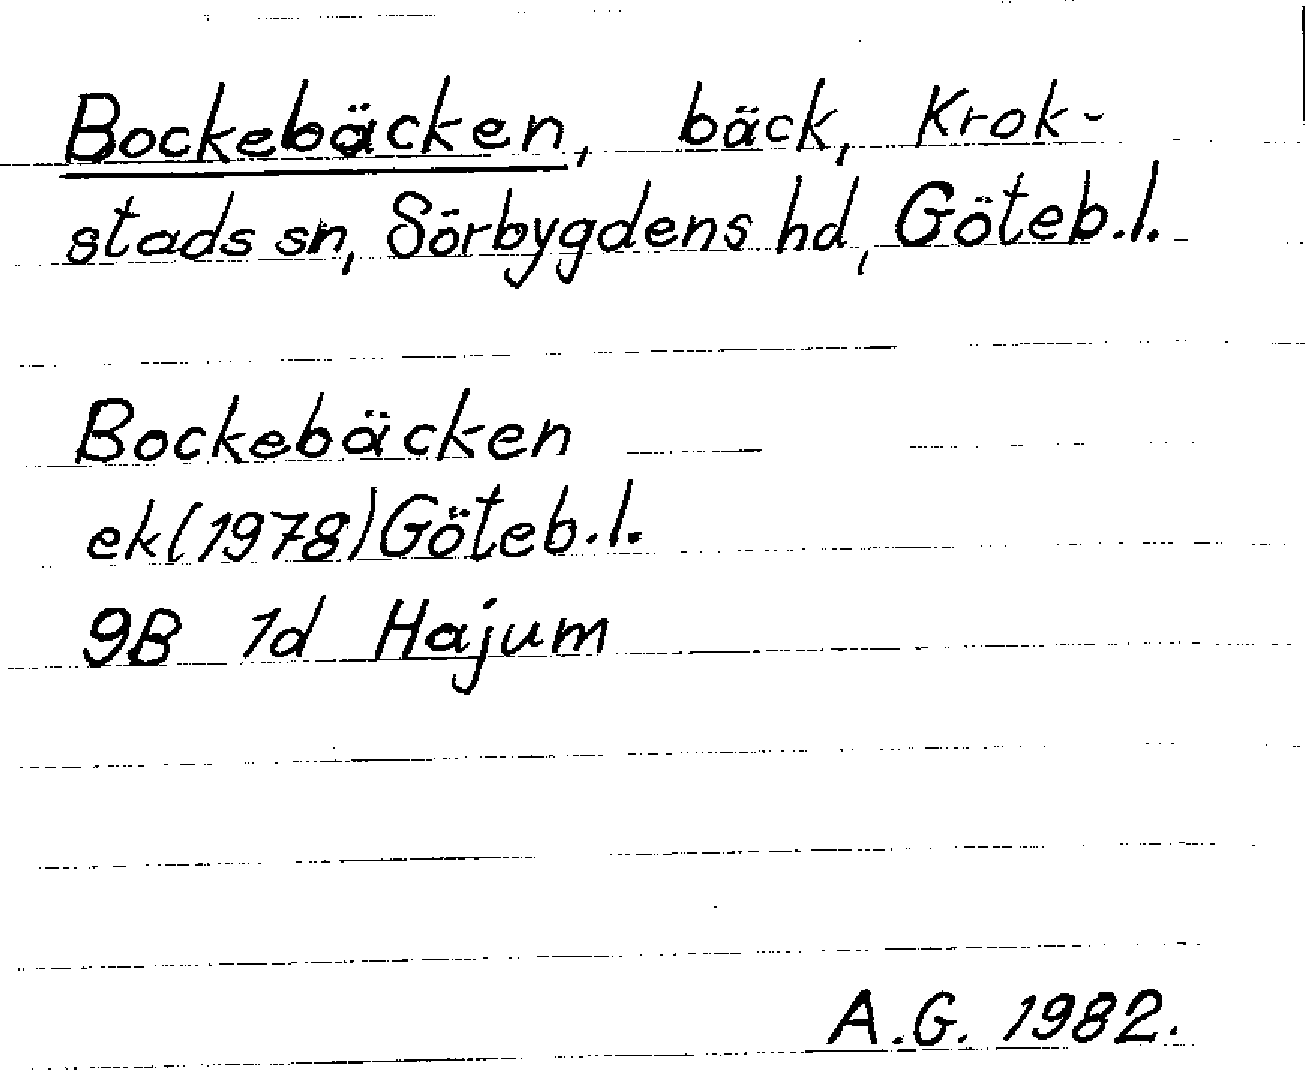 Bockebäcken, bäck, Krok-
stads sn, Sörbygdens hd, Göteb.l.
Bockebäcken
ek(1978)Göteb.l.
9B 1d Hajum
A.G. 1982.